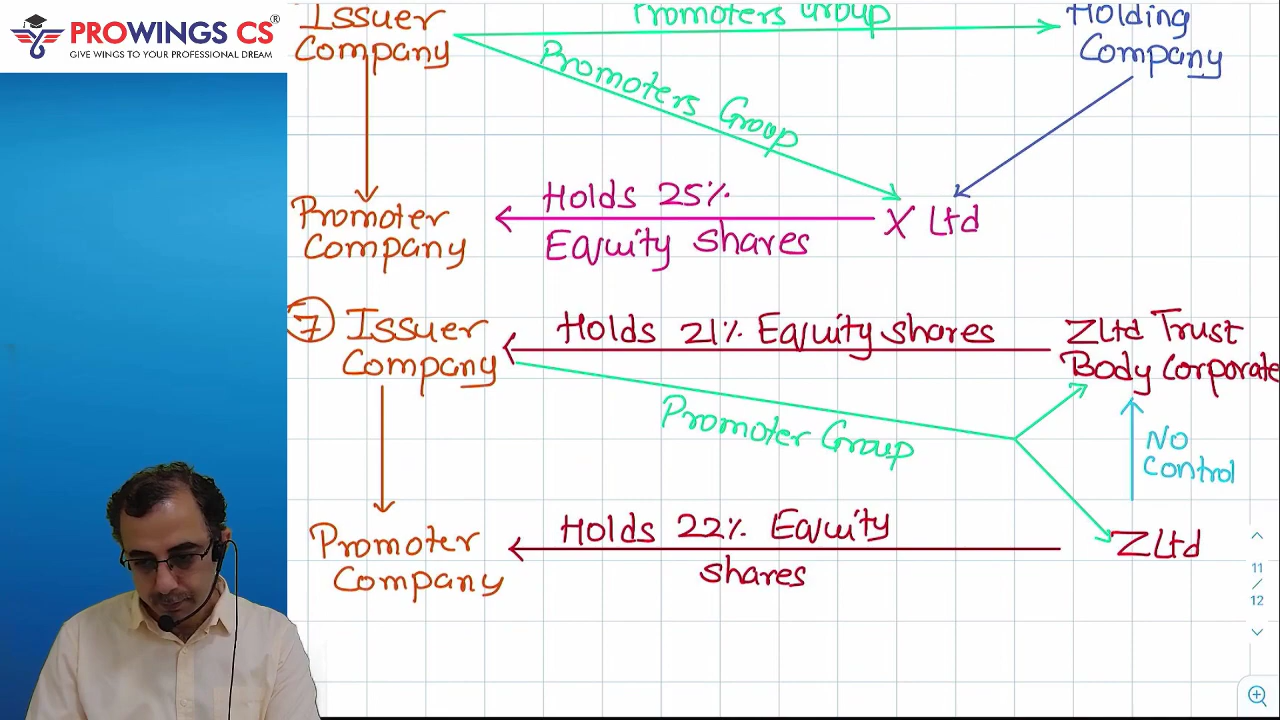 PROWINGS CS®
GIVE WINGS TO YOUR PROFESSIONAL DREAM
Issuer
Company
Promoters Group
Holding
Company
Promoters Group
Promoter
Company
Holds 25%
Equity shares
X Ltd
7 Issuer
Company
Holds 21% Equity shares
Z Ltd Trust
Body Corporate
Promoter Group
No
Control
Promoter
Company
Holds 22% Equity
shares
Z Ltd
11
/
12